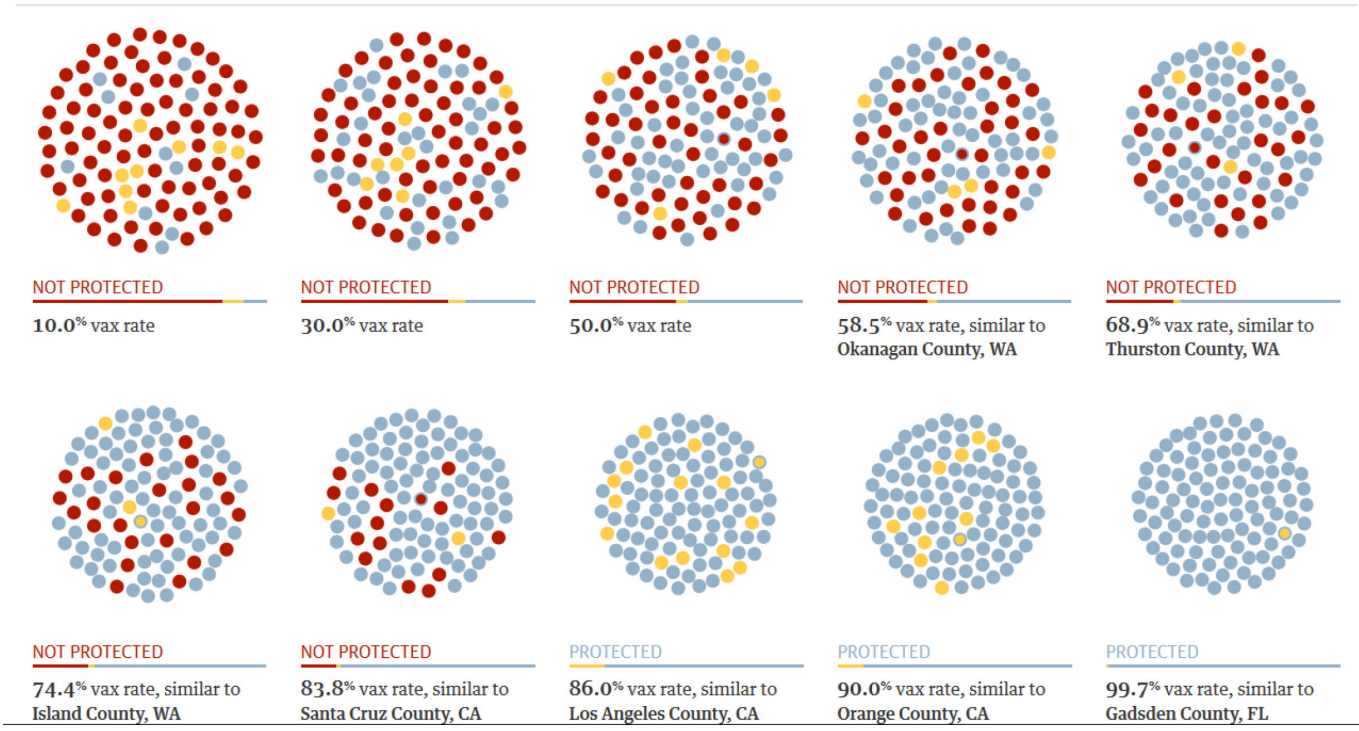 NOT PROTECTED
10.0% vax rate
NOT PROTECTED
30.0% vax rate
NOT PROTECTED
50.0% vax rate
NOT PROTECTED
58.5% vax rate, similar to
Okanagan County, WA
NOT PROTECTED
68.9% vax rate, similar to
Thurston County, WA
NOT PROTECTED
74.4% vax rate, similar to
Island County, WA
NOT PROTECTED
83.8% vax rate, similar to
Santa Cruz County, CA
PROTECTED
86.0% vax rate, similar to
Los Angeles County, CA
PROTECTED
90.0% vax rate, similar to
Orange County, CA
PROTECTED
99.7% vax rate, similar to
Gadsden County, FL